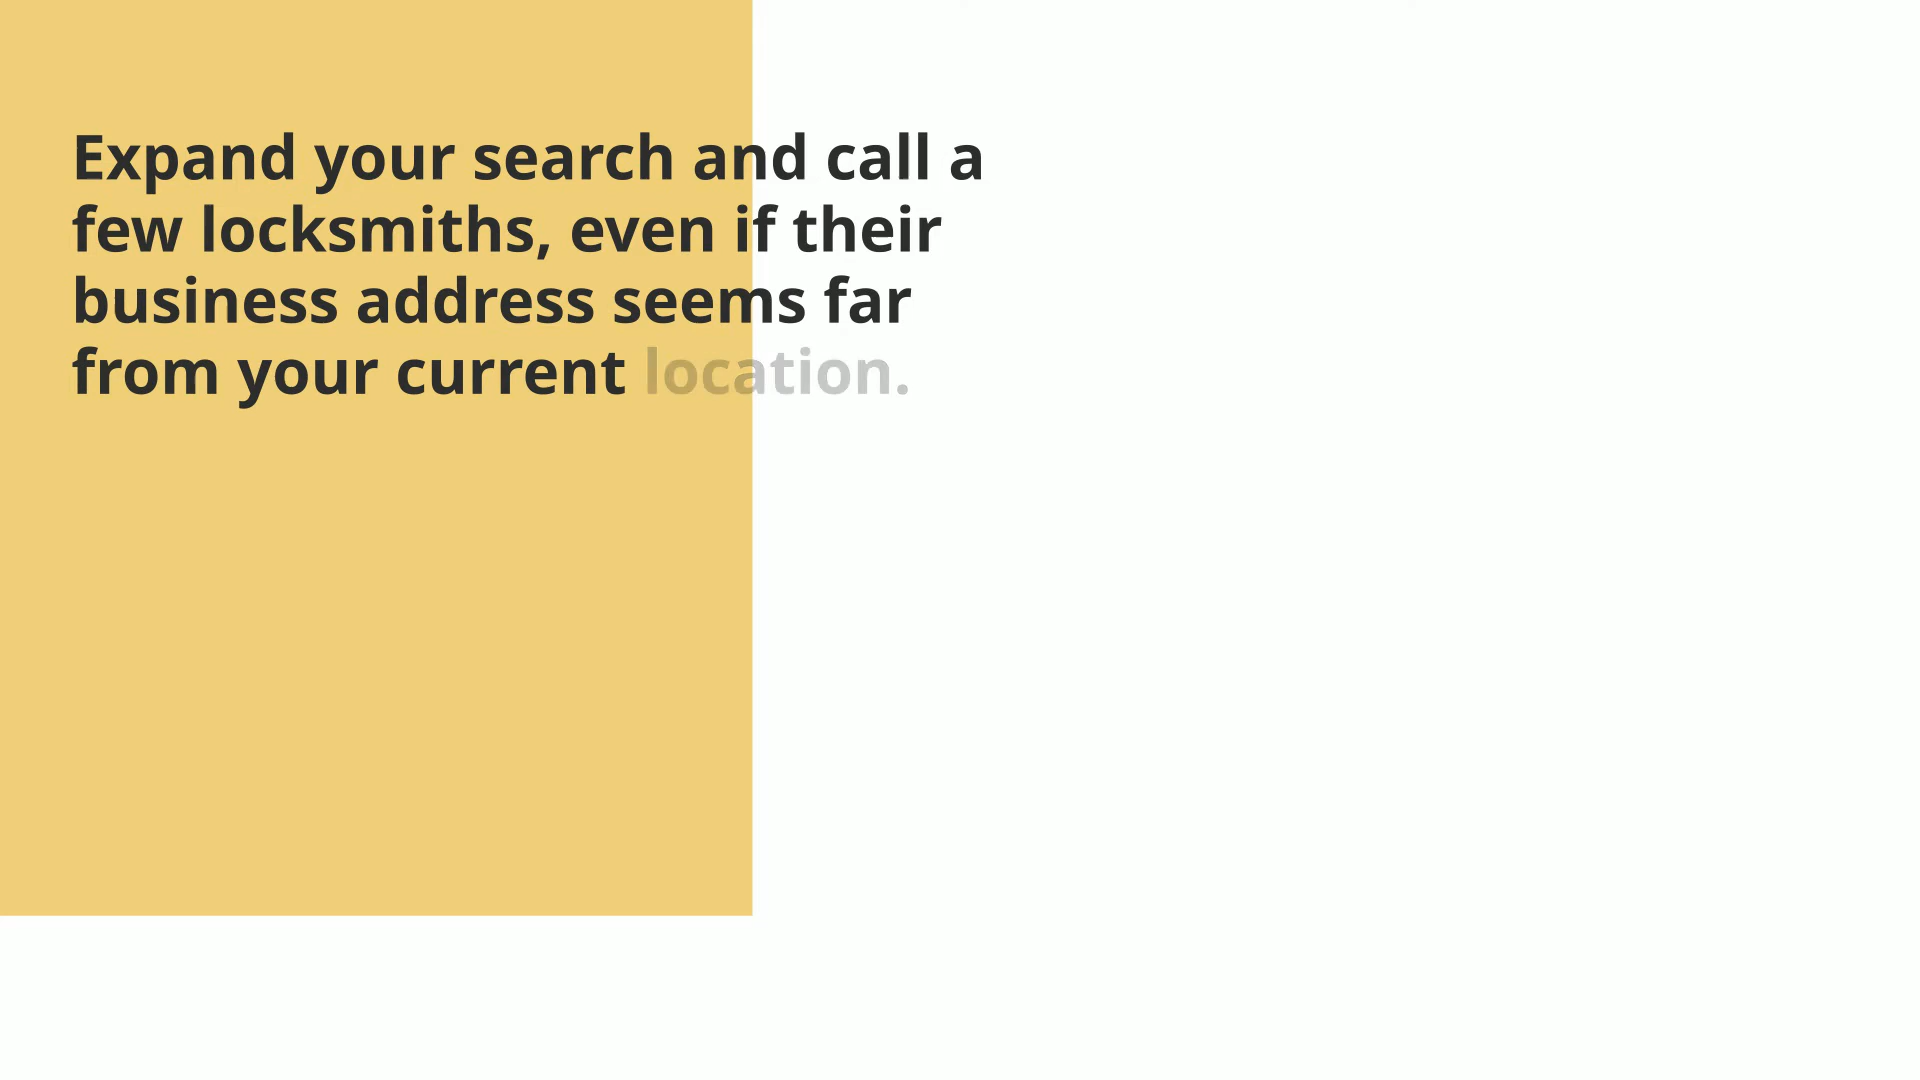 Expand your search and call a
few locksmiths, even if their
business address seems far
from your current location.